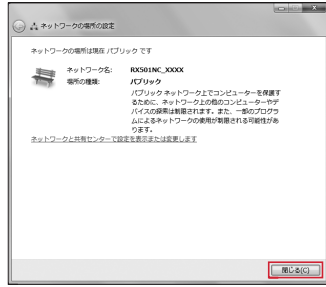 ネットワークの場所の設定
ネットワークの場所は現在 パブリック です
ネットワーク名: RX501NC_XXXX
場所の種類: パブリック
パブリック ネットワーク上でコンピューターを保護す
るために、ネットワーク上の他のコンピューターやデ
バイスの探索は制限されます。また、一部のプログラ
ムによるネットワークの使用が制限される可能性があ
ります。
ネットワークと共有センターで設定を表示または変更します
閉じる(C)